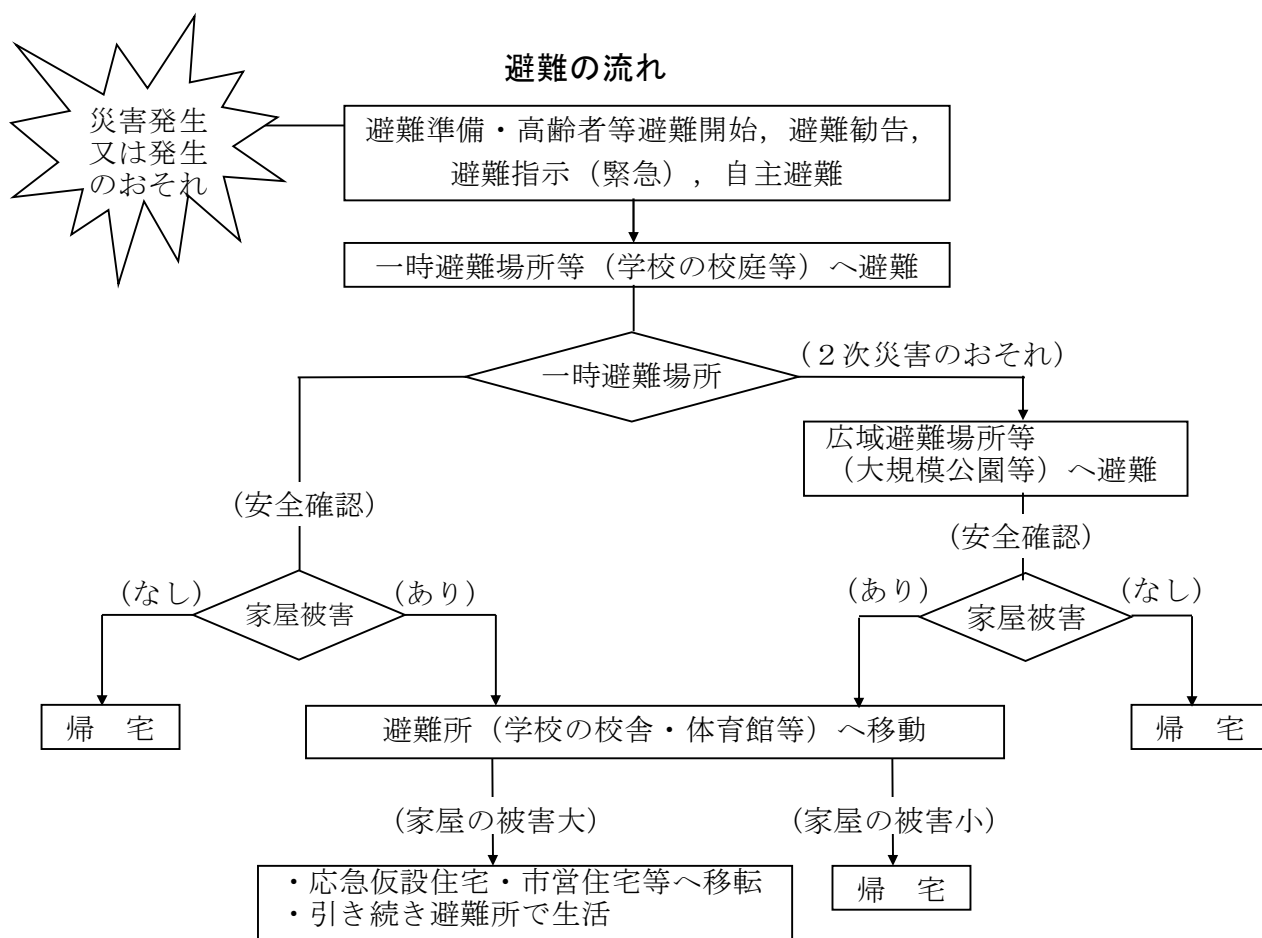 避難の流れ
災害発生
又は発生
のおそれ
避難準備・高齢者等避難開始，避難勧告，
避難指示（緊急），自主避難
一時避難場所等（学校の校庭等）へ避難
（２次災害のおそれ）
一時避難場所
広域避難場所等
（大規模公園等）へ避難
（安全確認）
（安全確認）
（なし）
（あり）
家屋被害
（あり）
（なし）
家屋被害
帰　宅
避難所（学校の校舎・体育館等）へ移動
帰　宅
（家屋の被害大）
（家屋の被害小）
・応急仮設住宅・市営住宅等へ移転
・引き続き避難所で生活
帰　宅